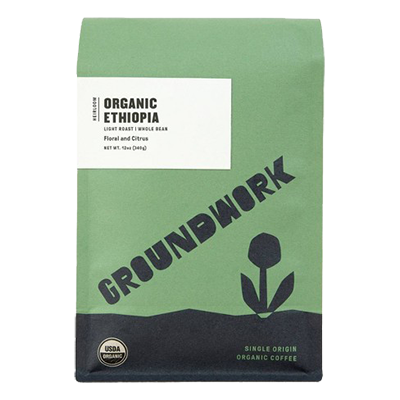 HEIRLOOM
ORGANIC
ETHIOPIA
LIGHT ROAST | WHOLE BEAN
Floral and Citrus
NET WT. 12oz (340g)
GROUNDWORK
USDA
ORGANIC
SINGLE ORIGIN
ORGANIC COFFEE